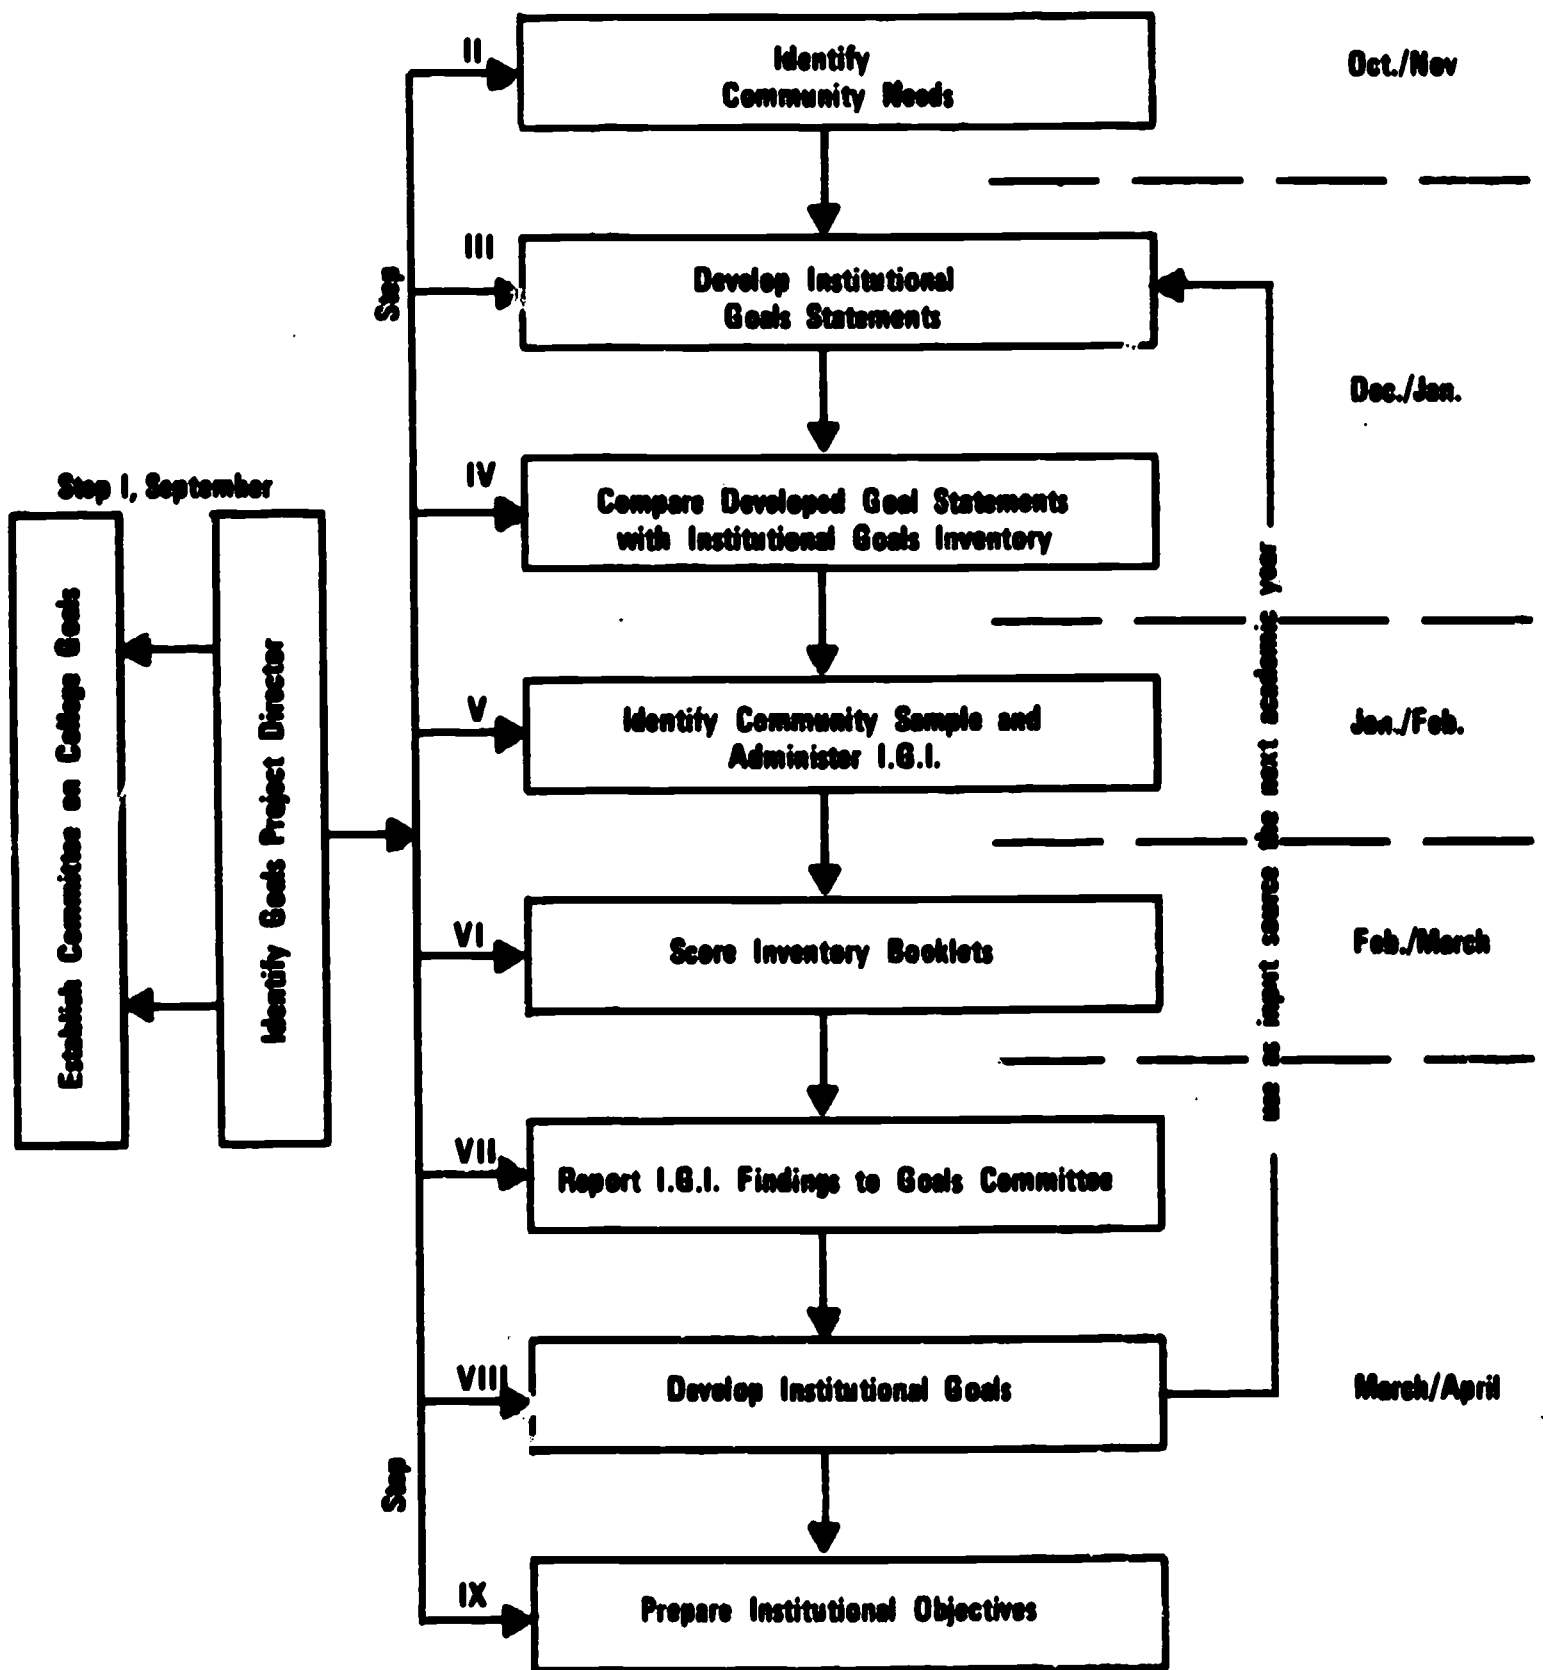 II
Identify
Community Needs
Oct./Nov
Step
III
Develop Institutional
Goals Statements
Dec./Jan.
Step I, September
Establish Committee on College Goals
Identify Goals Project Director
IV
Compare Developed Goal Statements
with Institutional Goals Inventory
V
Identify Community Sample and
Administer I.G.I.
Jan./Feb.
use as input source the next academic year
VI
Score Inventory Booklets
Feb./March
VII
Report I.G.I. Findings to Goals Committee
VIII
Develop Institutional Goals
March/April
Step
IX
Prepare Institutional Objectives